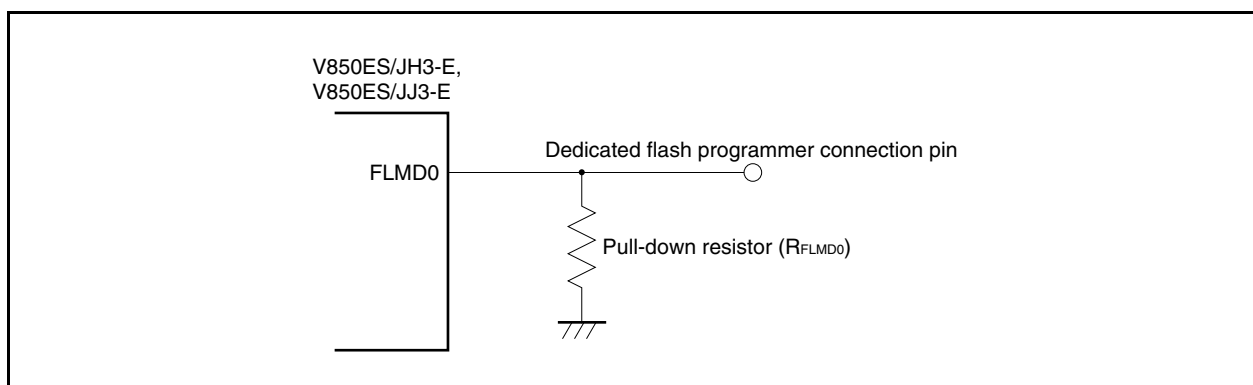 V850ES/JH3-E,
V850ES/JJ3-E
Dedicated flash programmer connection pin
FLMD0
Pull-down resistor (RFLMD0)